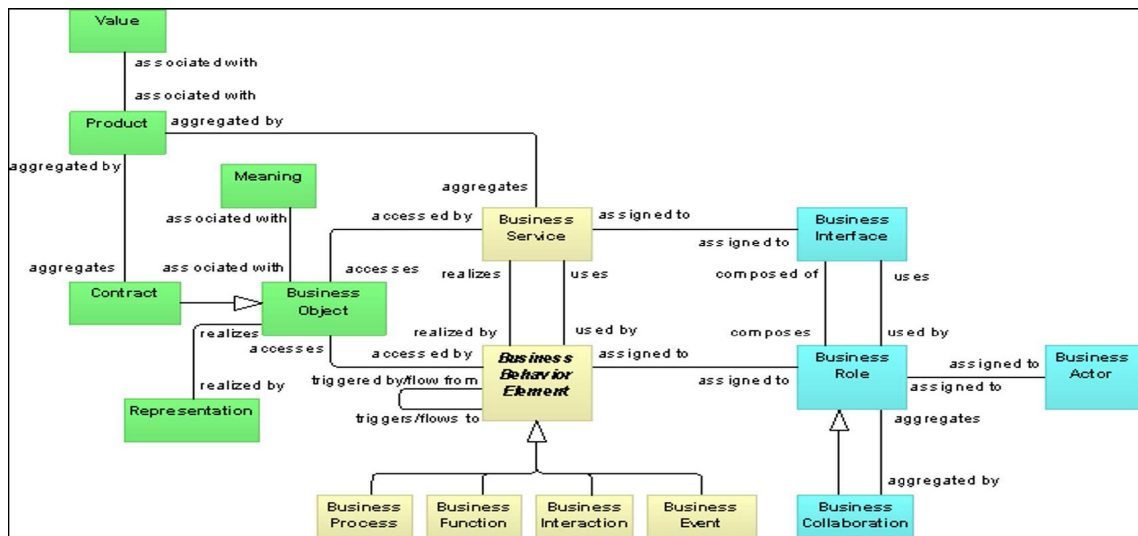 Value
associated with
associated with
Product
aggregated by
aggregated by
Meaning
aggregates
associated with
accessed by
Business
Service
assigned to
Business
Interface
assigned to
aggregates
associated with
accesses
realizes
uses
composed of
uses
Contract
Business
Object
realizes
accesses
realized by
used by
composes
used by
accessed by
Business
Behavior
Element
assigned to
assigned to
Business
Role
assigned to
assigned to
Business
Actor
triggered by/flow from
triggers/flows to
realized by
Representation
aggregates
aggregated by
Business
Process
Business
Function
Business
Interaction
Business
Event
Business
Collaboration